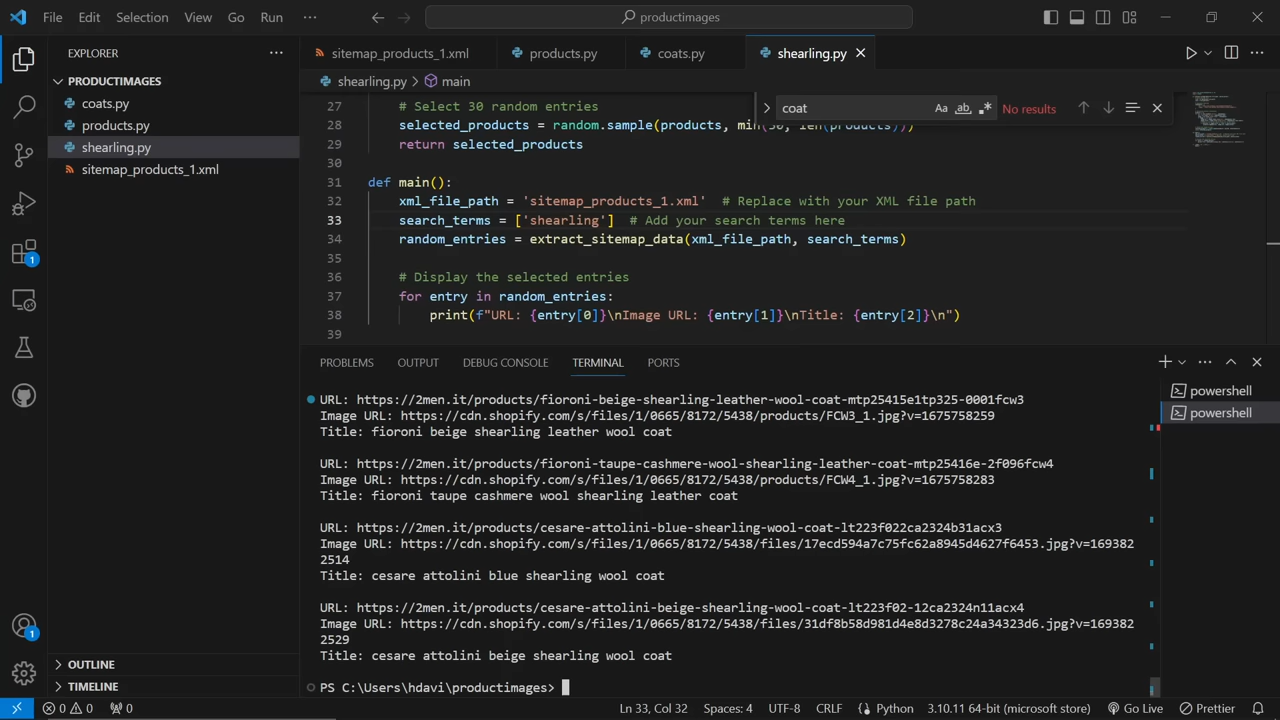 File Edit Selection View Go Run ··· productimages
EXPLORER ···
PRODUCTIMAGES
coats.py
products.py
shearling.py
sitemap_products_1.xml
OUTLINE
TIMELINE
1
1
sitemap_products_1.xml products.py coats.py shearling.py ···
shearling.py > main
coat Aa ab No results
27 # Select 30 random entries
28 selected_products = random.sample(products, min(30, len(products)))
29 return selected_products
30
31 def main():
32 xml_file_path = 'sitemap_products_1.xml' # Replace with your XML file path
33 search_terms = ['shearling'] # Add your search terms here
34 random_entries = extract_sitemap_data(xml_file_path, search_terms)
35
36 # Display the selected entries
37 for entry in random_entries:
38 print(f"URL: {entry[0]}\nImage URL: {entry[1]}\nTitle: {entry[2]}\n")
39
PROBLEMS OUTPUT DEBUG CONSOLE TERMINAL PORTS ···
powershell
powershell
URL: https://2men.it/products/fioroni-beige-shearling-leather-wool-coat-mtp25415e1tp325-0001fcw3
Image URL: https://cdn.shopify.com/s/files/1/0665/8172/5438/products/FCW3_1.jpg?v=1675758259
Title: fioroni beige shearling leather wool coat
URL: https://2men.it/products/fioroni-taupe-cashmere-wool-shearling-leather-coat-mtp25416e-2f096fcw4
Image URL: https://cdn.shopify.com/s/files/1/0665/8172/5438/products/FCW4_1.jpg?v=1675758283
Title: fioroni taupe cashmere wool shearling leather coat
URL: https://2men.it/products/cesare-attolini-blue-shearling-wool-coat-lt223f022ca2324b31acx3
Image URL: https://cdn.shopify.com/s/files/1/0665/8172/5438/files/17ecd594a7c75fc62a8945d4627f6453.jpg?v=169382
2514
Title: cesare attolini blue shearling wool coat
URL: https://2men.it/products/cesare-attolini-beige-shearling-wool-coat-lt223f02-12ca2324n11acx4
Image URL: https://cdn.shopify.com/s/files/1/0665/8172/5438/files/31df8b58d981d4e8d3278c24a34323d6.jpg?v=169382
2529
Title: cesare attolini beige shearling wool coat
PS C:\Users\hdavi\productimages>
0 0 0 Ln 33, Col 32 Spaces: 4 UTF-8 CRLF Python 3.10.11 64-bit (microsoft store) Go Live Prettier